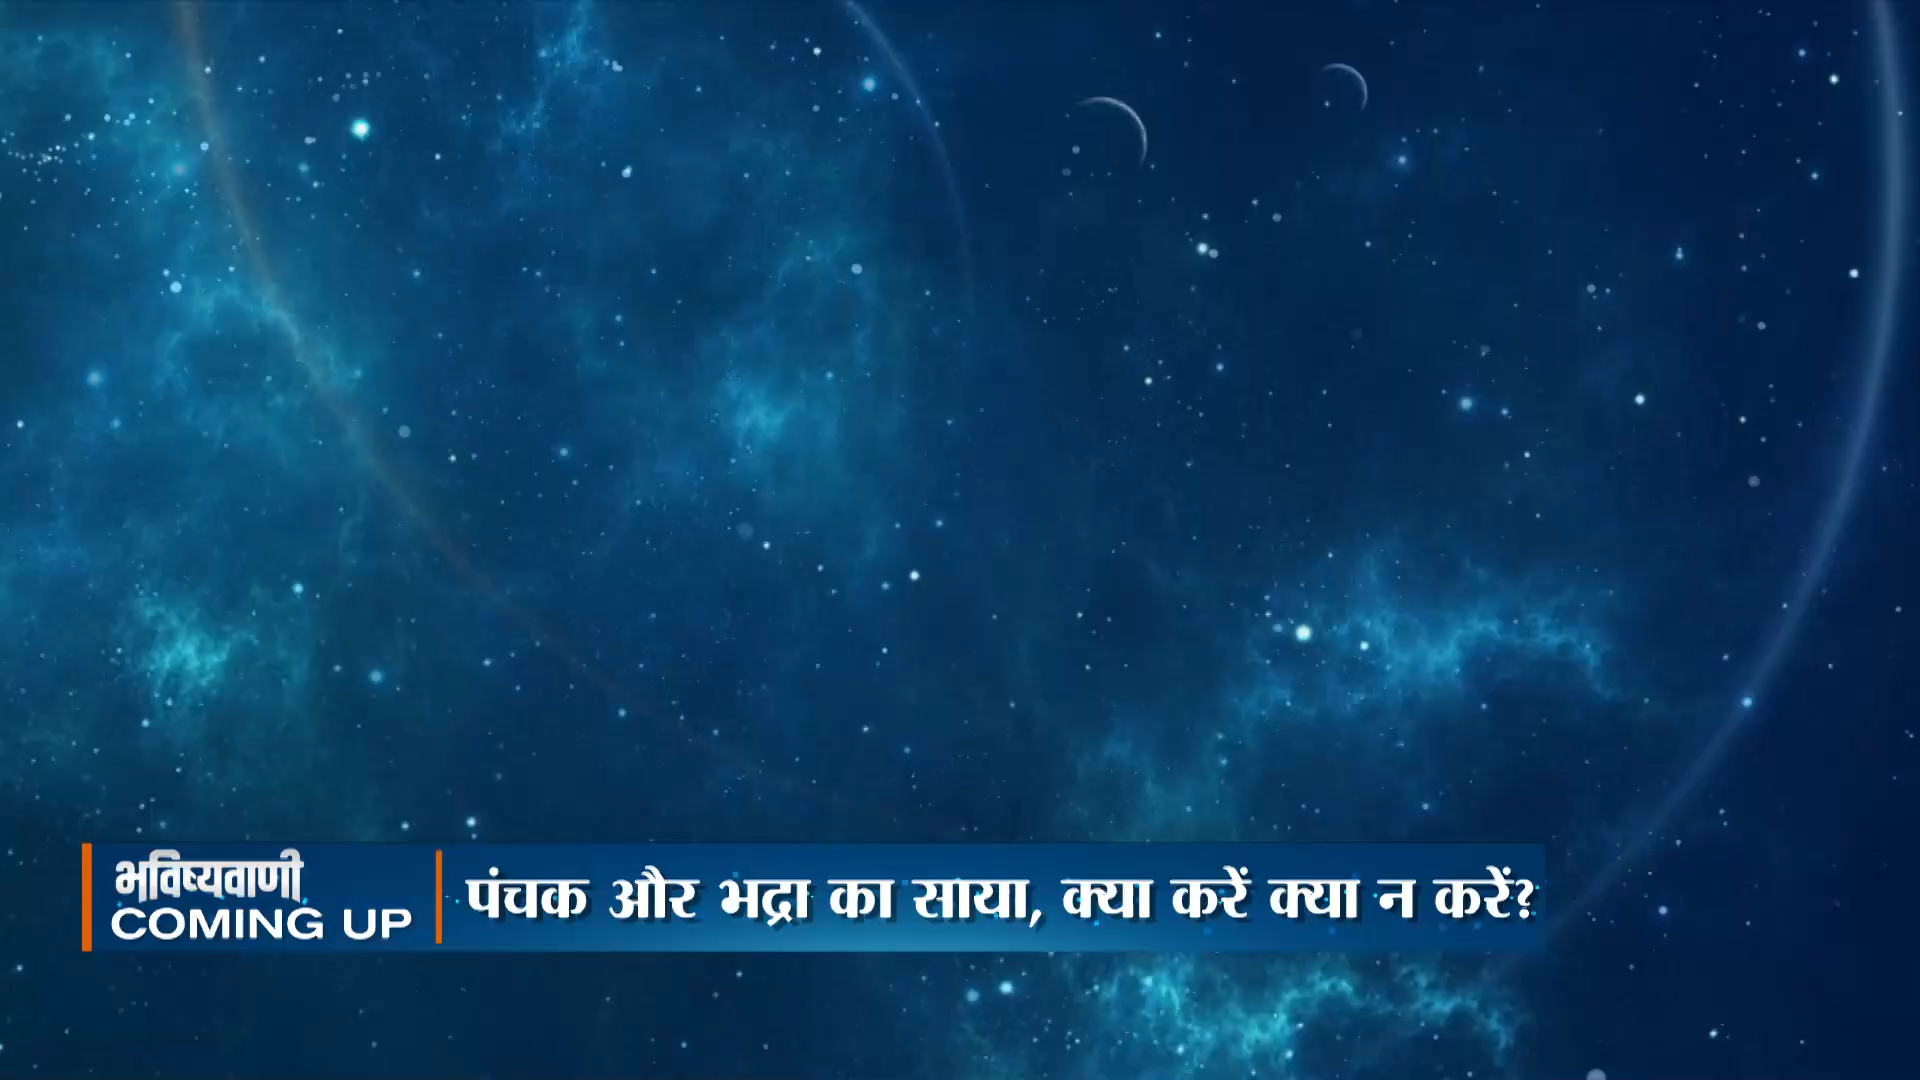 भविष्यवाणी
COMING UP
पंचक और भद्रा का साया, क्या करें क्या न करें?